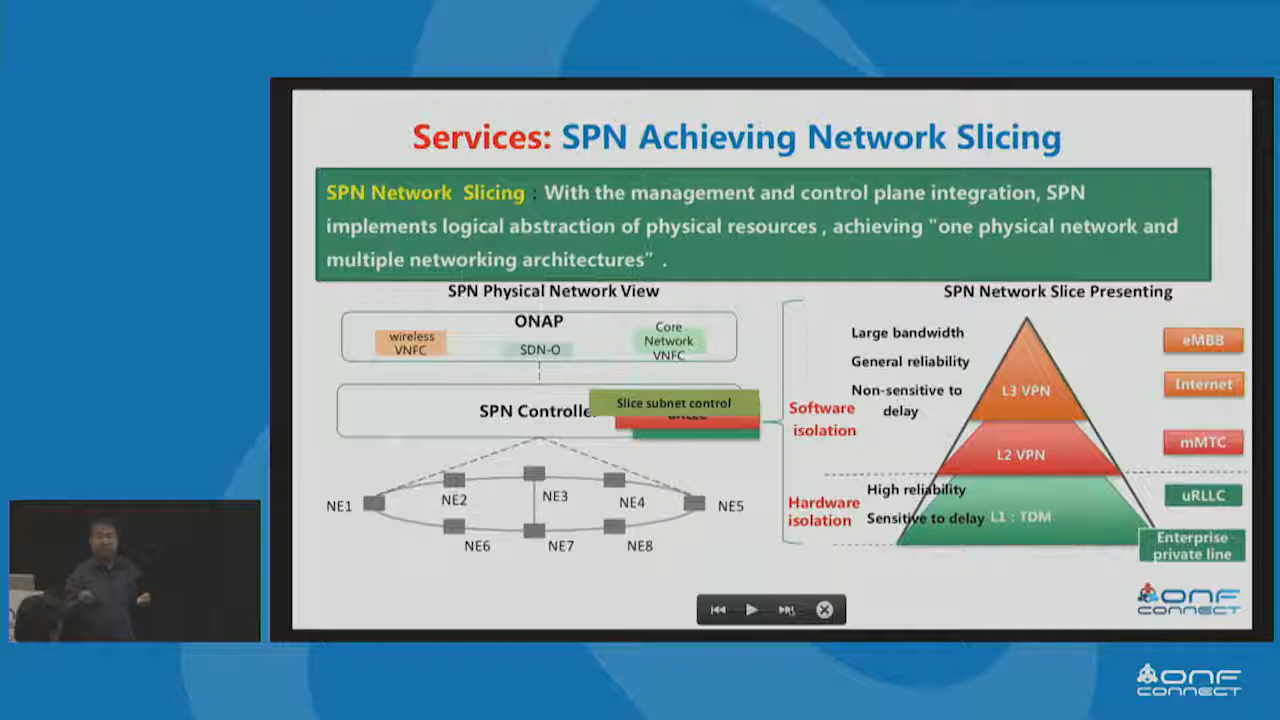 Services: SPN Achieving Network Slicing
SPN Network Slicing : With the management and control plane integration, SPN
implements logical abstraction of physical resources , achieving "one physical network and
multiple networking architectures" .
SPN Physical Network View
ONAP
wireless
VNFC
SDN-O
Core
Network
VNFC
SPN Controlle
Slice subnet control
NE1
NE2
NE3
NE4
NE5
NE6
NE7
NE8
SPN Network Slice Presenting
Software
isolation
Hardware
isolation
Large bandwidth
General reliability
Non-sensitive to
delay
High reliability
Sensitive to delay
L3 VPN
L2 VPN
L1 : TDM
eMBB
Internet
mMTC
uRLLC
Enterprise
private line
ONF
CONNECT
ONF
CONNECT